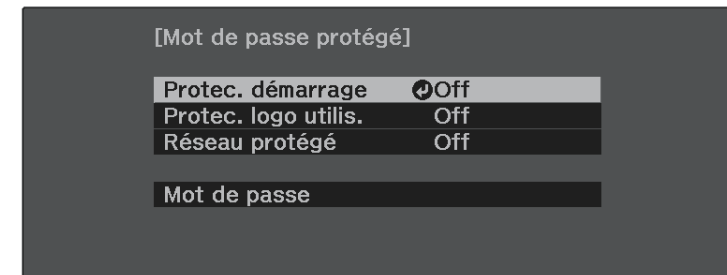 [Mot de passe protégé]
Protec. démarrage Off
Protec. logo utilis. Off
Réseau protégé Off
Mot de passe